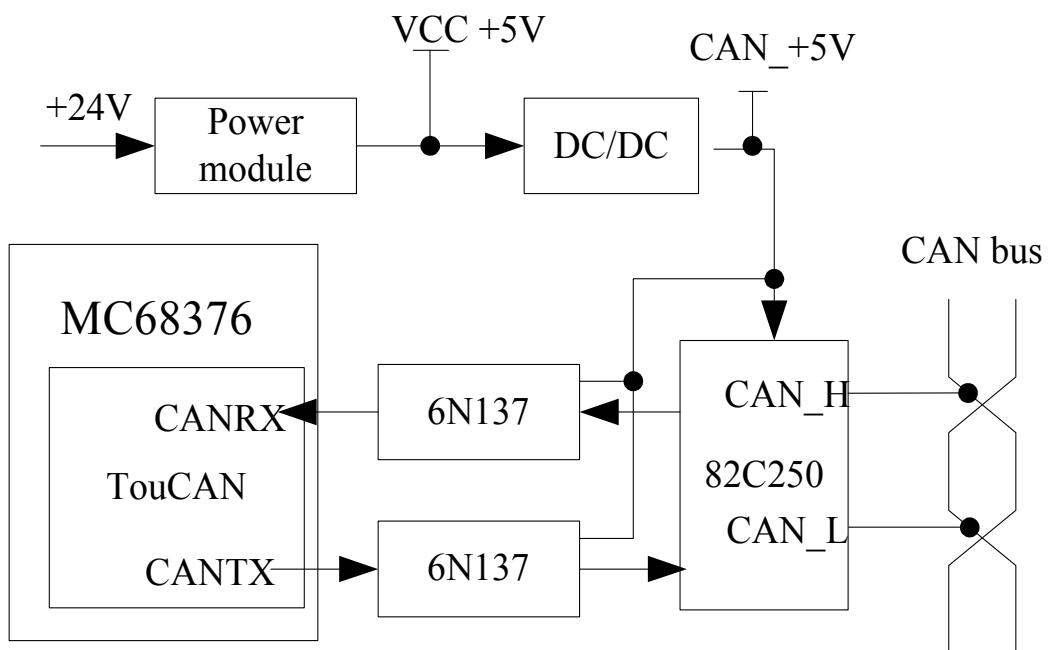 VCC +5V
CAN_+5V
+24V
Power
module
DC/DC
CAN bus
MC68376
CANRX
6N137
CAN_H
TouCAN
82C250
CAN_L
CANTX
6N137